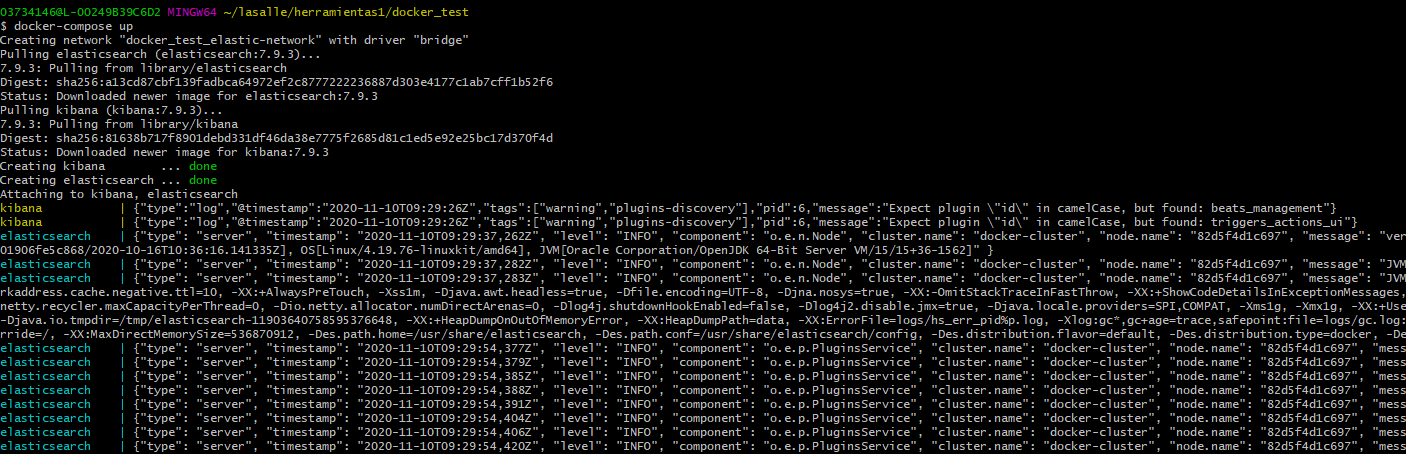 03734146@L-00249B39C6D2 MINGW64 ~/lasalle/herramientas1/docker_test
$ docker-compose up
Creating network "docker_test_elastic-network" with driver "bridge"
Pulling elasticsearch (elasticsearch:7.9.3)...
7.9.3: Pulling from library/elasticsearch
Digest: sha256:a13cd87cbf139fadbca64972ef2c8777222236887d303e4177c1ab7cff1b52f6
Status: Downloaded newer image for elasticsearch:7.9.3
Pulling kibana (kibana:7.9.3)...
7.9.3: Pulling from library/kibana
Digest: sha256:81638b717f8901debd331df46da38e7775f2685d81c1ed5e92e25bc17d370f4d
Status: Downloaded newer image for kibana:7.9.3
Creating kibana        ... done
Creating elasticsearch ... done
Attaching to kibana, elasticsearch
kibana           | {"type":"log","@timestamp":"2020-11-10T09:29:26Z","tags":["warning","plugins-discovery"],"pid":6,"message":"Expect plugin \"id\" in camelCase, but found: beats_management"}
kibana           | {"type":"log","@timestamp":"2020-11-10T09:29:26Z","tags":["warning","plugins-discovery"],"pid":6,"message":"Expect plugin \"id\" in camelCase, but found: triggers_actions_ui"}
elasticsearch    | {"type": "server", "timestamp": "2020-11-10T09:29:37,262Z", "level": "INFO", "component": "o.e.n.Node", "cluster.name": "docker-cluster", "node.name": "82d5f4d1c697", "message": "ver
01906fe5c868/2020-10-16T10:36:16.141335Z], OS[Linux/4.19.76-linuxkit/amd64], JVM[Oracle Corporation/OpenJDK 64-Bit Server VM/15/15+36-1562]" }
elasticsearch    | {"type": "server", "timestamp": "2020-11-10T09:29:37,282Z", "level": "INFO", "component": "o.e.n.Node", "cluster.name": "docker-cluster", "node.name": "82d5f4d1c697", "message": "JVM
elasticsearch    | {"type": "server", "timestamp": "2020-11-10T09:29:37,283Z", "level": "INFO", "component": "o.e.n.Node", "cluster.name": "docker-cluster", "node.name": "82d5f4d1c697", "message": "JVM
rkaddress.cache.negative.ttl=10, -XX:+AlwaysPreTouch, -Xss1m, -Djava.awt.headless=true, -Dfile.encoding=UTF-8, -Djna.nosys=true, -XX:-OmitStackTraceInFastThrow, -XX:+ShowCodeDetailsInExceptionMessages,
netty.recycler.maxCapacityPerThread=0, -Dio.netty.allocator.numDirectArenas=0, -Dlog4j.shutdownHookEnabled=false, -Dlog4j2.disable.jmx=true, -Djava.locale.providers=SPI,COMPAT, -Xms1g, -Xmx1g, -XX:+Use
-Djava.io.tmpdir=/tmp/elasticsearch-11903640758595376648, -XX:+HeapDumpOnOutOfMemoryError, -XX:HeapDumpPath=data, -XX:ErrorFile=logs/hs_err_pid%p.log, -Xlog:gc*,gc+age=trace,safepoint:file=logs/gc.log:
rride=/, -XX:MaxDirectMemorySize=536870912, -Des.path.home=/usr/share/elasticsearch, -Des.path.conf=/usr/share/elasticsearch/config, -Des.distribution.flavor=default, -Des.distribution.type=docker, -De
elasticsearch    | {"type": "server", "timestamp": "2020-11-10T09:29:54,377Z", "level": "INFO", "component": "o.e.p.PluginsService", "cluster.name": "docker-cluster", "node.name": "82d5f4d1c697", "mess
elasticsearch    | {"type": "server", "timestamp": "2020-11-10T09:29:54,379Z", "level": "INFO", "component": "o.e.p.PluginsService", "cluster.name": "docker-cluster", "node.name": "82d5f4d1c697", "mess
elasticsearch    | {"type": "server", "timestamp": "2020-11-10T09:29:54,385Z", "level": "INFO", "component": "o.e.p.PluginsService", "cluster.name": "docker-cluster", "node.name": "82d5f4d1c697", "mess
elasticsearch    | {"type": "server", "timestamp": "2020-11-10T09:29:54,388Z", "level": "INFO", "component": "o.e.p.PluginsService", "cluster.name": "docker-cluster", "node.name": "82d5f4d1c697", "mess
elasticsearch    | {"type": "server", "timestamp": "2020-11-10T09:29:54,391Z", "level": "INFO", "component": "o.e.p.PluginsService", "cluster.name": "docker-cluster", "node.name": "82d5f4d1c697", "mess
elasticsearch    | {"type": "server", "timestamp": "2020-11-10T09:29:54,404Z", "level": "INFO", "component": "o.e.p.PluginsService", "cluster.name": "docker-cluster", "node.name": "82d5f4d1c697", "mess
elasticsearch    | {"type": "server", "timestamp": "2020-11-10T09:29:54,406Z", "level": "INFO", "component": "o.e.p.PluginsService", "cluster.name": "docker-cluster", "node.name": "82d5f4d1c697", "mess
elasticsearch    | {"type": "server", "timestamp": "2020-11-10T09:29:54,420Z", "level": "INFO", "component": "o.e.p.PluginsService", "cluster.name": "docker-cluster", "node.name": "82d5f4d1c697", "mess